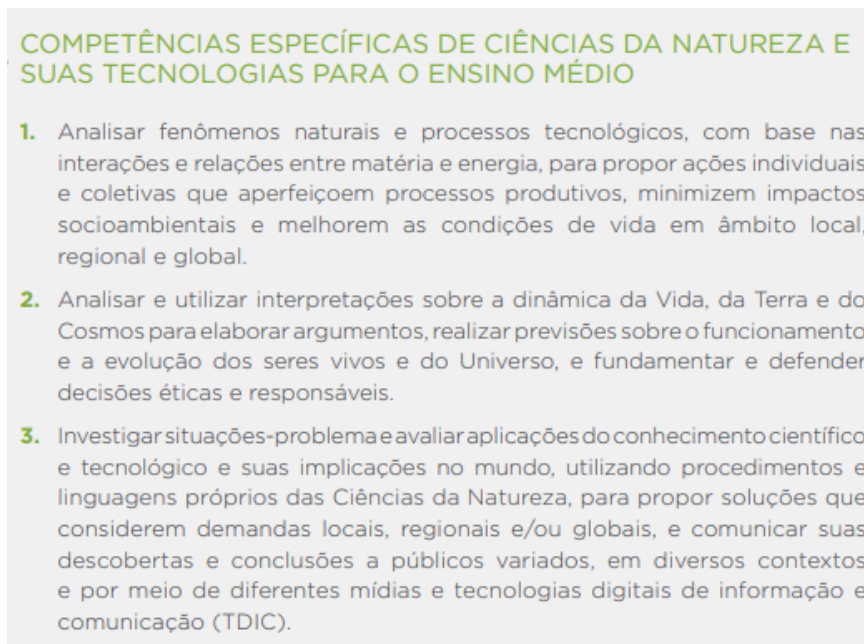 COMPETÊNCIAS ESPECÍFICAS DE CIÊNCIAS DA NATUREZA E
SUAS TECNOLOGIAS PARA O ENSINO MÉDIO
1. Analisar fenômenos naturais e processos tecnológicos, com base nas
interações e relações entre matéria e energia, para propor ações individuais
e coletivas que aperfeiçoem processos produtivos, minimizem impactos
socioambientais e melhorem as condições de vida em âmbito local,
regional e global.
2. Analisar e utilizar interpretações sobre a dinâmica da Vida, da Terra e do
Cosmos para elaborar argumentos, realizar previsões sobre o funcionamento
e a evolução dos seres vivos e do Universo, e fundamentar e defender
decisões éticas e responsáveis.
3. Investigar situações-problema e avaliar aplicações do conhecimento científico
e tecnológico e suas implicações no mundo, utilizando procedimentos e
linguagens próprios das Ciências da Natureza, para propor soluções que
considerem demandas locais, regionais e/ou globais, e comunicar suas
descobertas e conclusões a públicos variados, em diversos contextos
e por meio de diferentes mídias e tecnologias digitais de informação e
comunicação (TDIC).